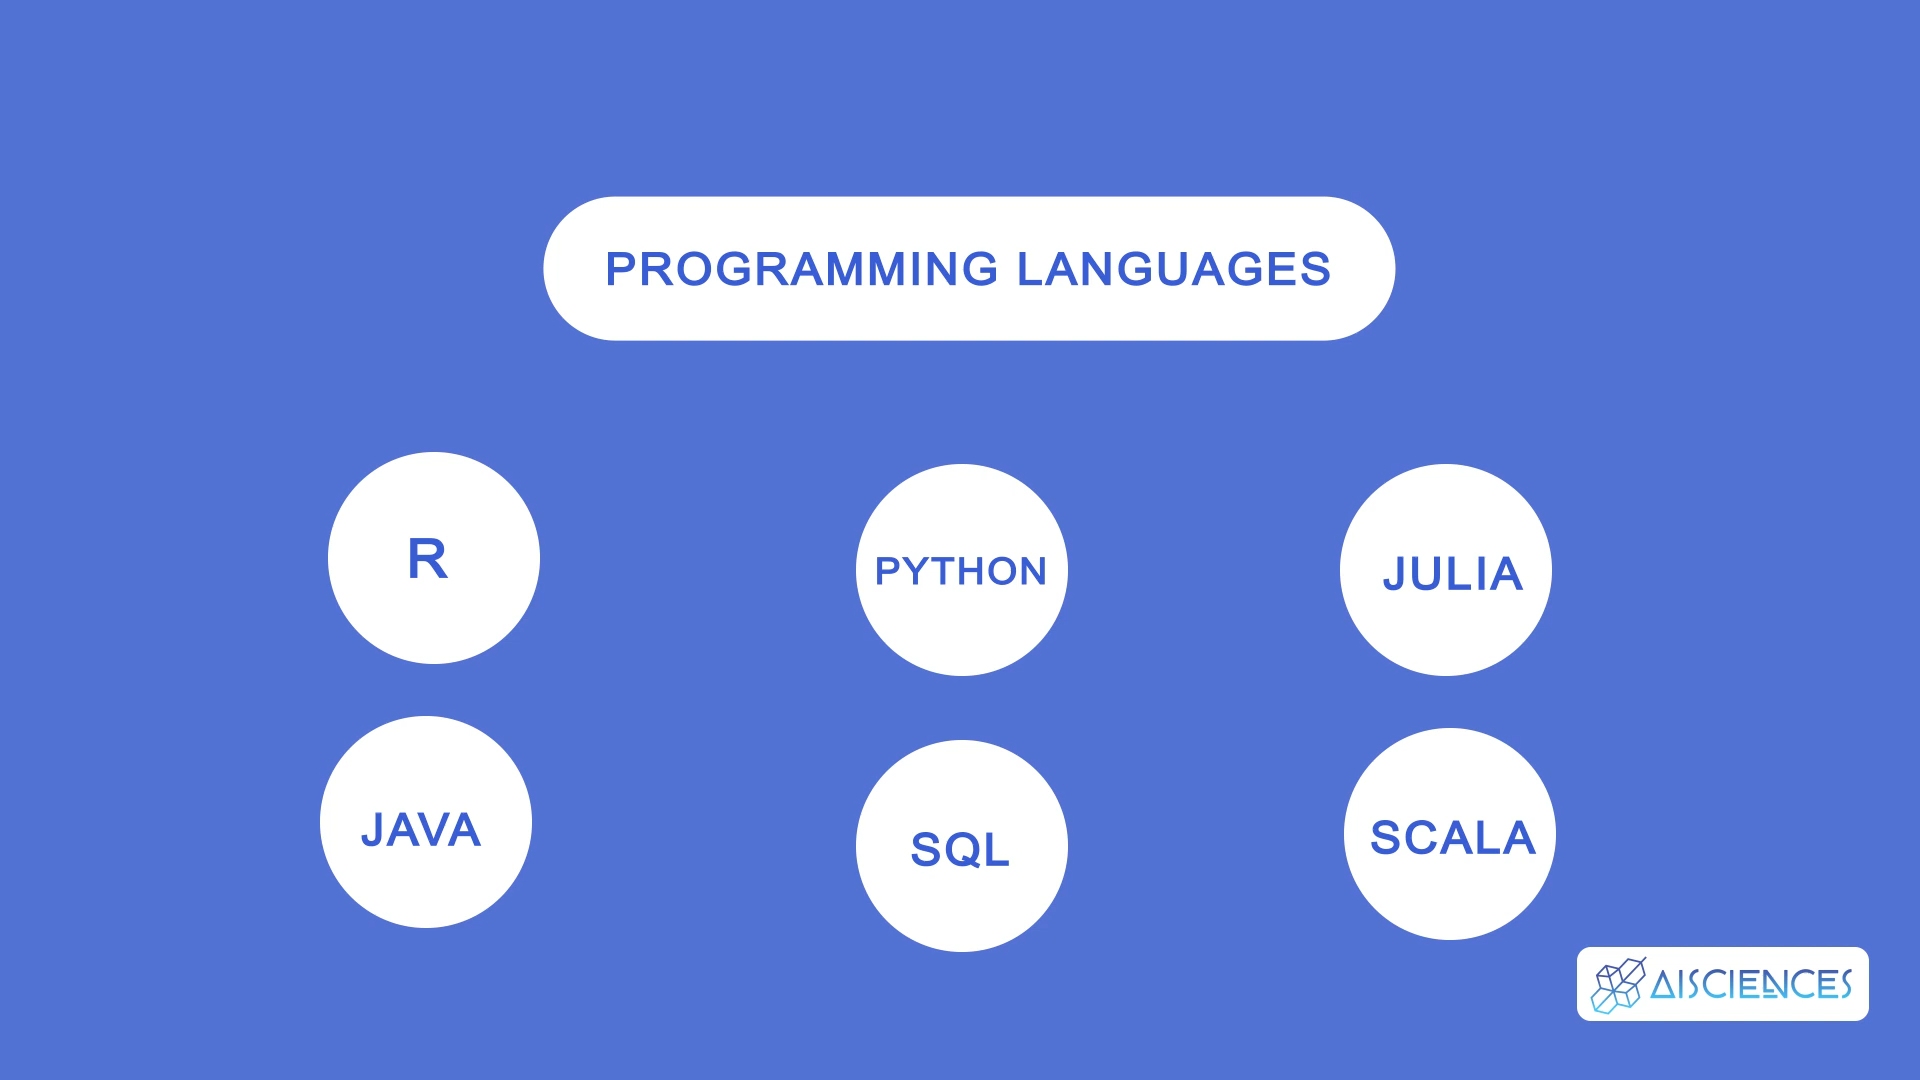 PROGRAMMING LANGUAGES
R
PYTHON
JULIA
JAVA
SQL
SCALA
AISCIENCES